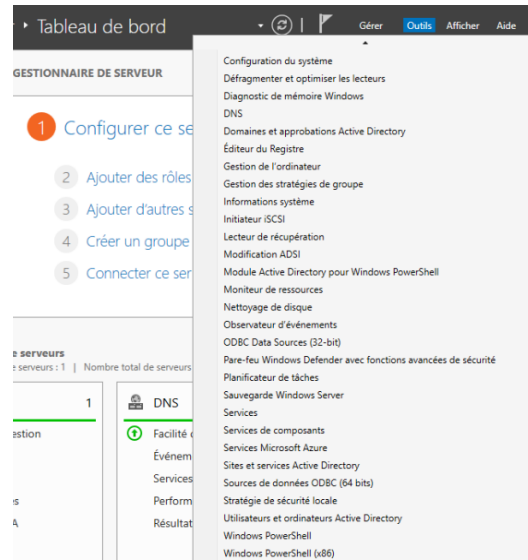 Tableau de bord
Gérer Outils Afficher Aide
GESTIONNAIRE DE SERVEUR
1 Configurer ce se
2 Ajouter des rôles
3 Ajouter d'autres s
4 Créer un groupe
5 Connecter ce ser
e serveurs
e serveurs : 1 | Nombre total de serveurs
1
DNS
estion
Facilité
Événem
Services
es
Perform
A
Résultat
Configuration du système
Défragmenter et optimiser les lecteurs
Diagnostic de mémoire Windows
DNS
Domaines et approbations Active Directory
Éditeur du Registre
Gestion de l'ordinateur
Gestion des stratégies de groupe
Informations système
Initiateur iSCSI
Lecteur de récupération
Modification ADSI
Module Active Directory pour Windows PowerShell
Moniteur de ressources
Nettoyage de disque
Observateur d'événements
ODBC Data Sources (32-bit)
Pare-feu Windows Defender avec fonctions avancées de sécurité
Planificateur de tâches
Sauvegarde Windows Server
Services
Services de composants
Services Microsoft Azure
Sites et services Active Directory
Sources de données ODBC (64 bits)
Stratégie de sécurité locale
Utilisateurs et ordinateurs Active Directory
Windows PowerShell
Windows PowerShell (x86)